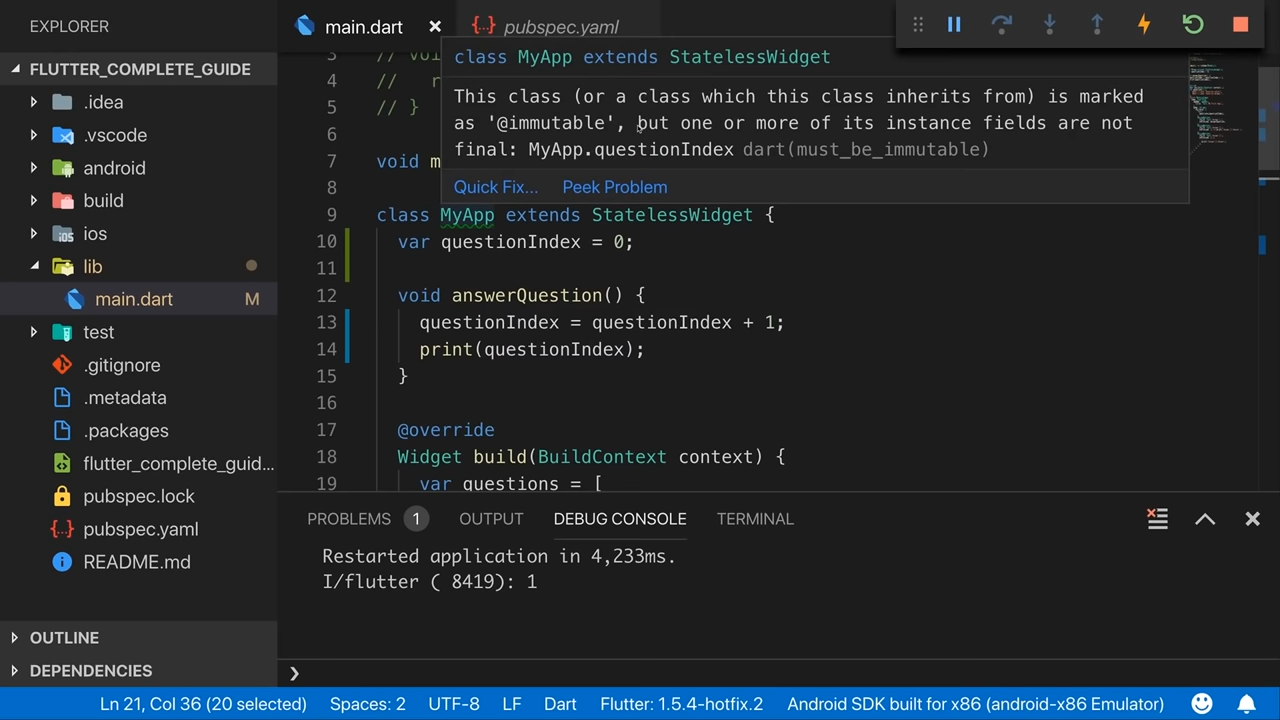 EXPLORER
FLUTTER_COMPLETE_GUIDE
.idea
.vscode
android
build
ios
lib
main.dart M
test
.gitignore
.metadata
.packages
flutter_complete_guid...
pubspec.lock
pubspec.yaml
README.md
OUTLINE
DEPENDENCIES
main.dart
pubspec.yaml
class MyApp extends StatelessWidget
This class (or a class which this class inherits from) is marked
as '@immutable', but one or more of its instance fields are not
final: MyApp.questionIndex dart(must_be_immutable)
Quick Fix... Peek Problem
3 // voi
4 // r
5 // }
6
7 void m
8
9 class MyApp extends StatelessWidget {
10 var questionIndex = 0;
11
12 void answerQuestion() {
13 questionIndex = questionIndex + 1;
14 print(questionIndex);
15 }
16
17 @override
18 Widget build(BuildContext context) {
19 var questions = [
PROBLEMS 1 OUTPUT DEBUG CONSOLE TERMINAL
Restarted application in 4,233ms.
I/flutter ( 8419): 1
Ln 21, Col 36 (20 selected) Spaces: 2 UTF-8 LF Dart Flutter: 1.5.4-hotfix.2 Android SDK built for x86 (android-x86 Emulator)